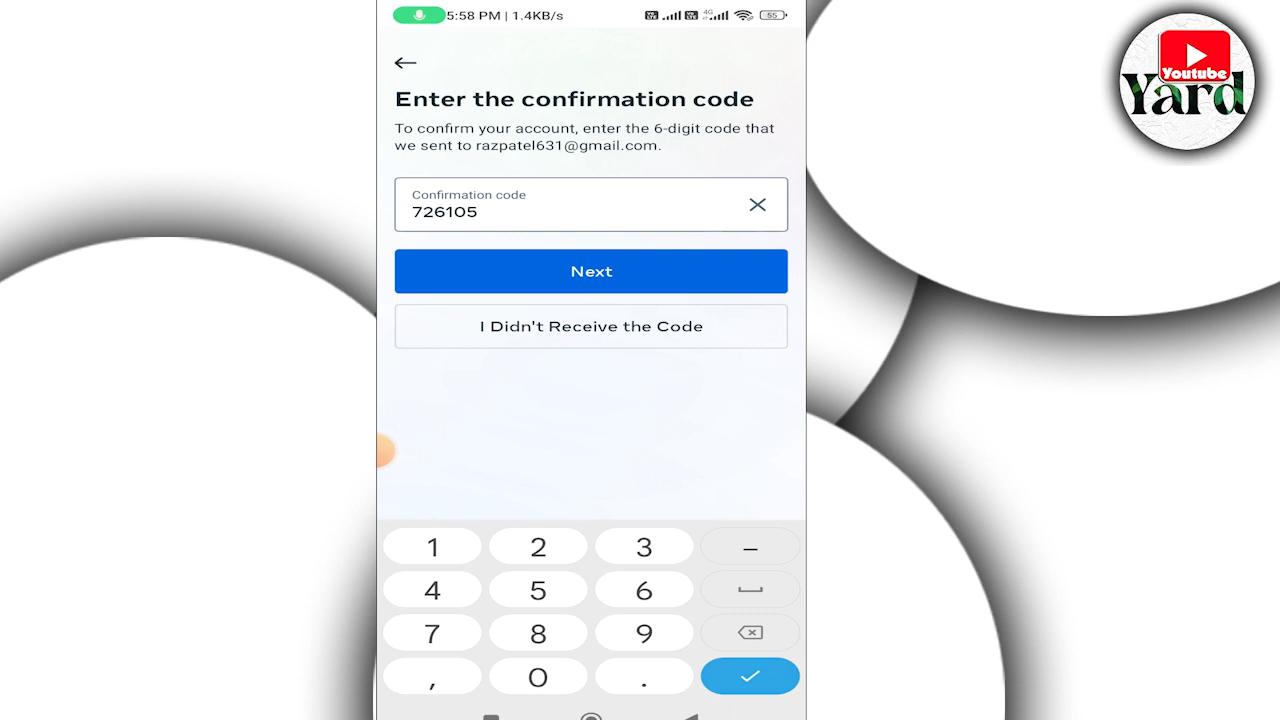 5:58 PM | 1.4KB/s
4G
55
Youtube
Yard
Enter the confirmation code
To confirm your account, enter the 6-digit code that
we sent to razpatel631@gmail.com.
Confirmation code
726105
Next
I Didn't Receive the Code
1 2 3 –
4 5 6
7 8 9
, 0 .